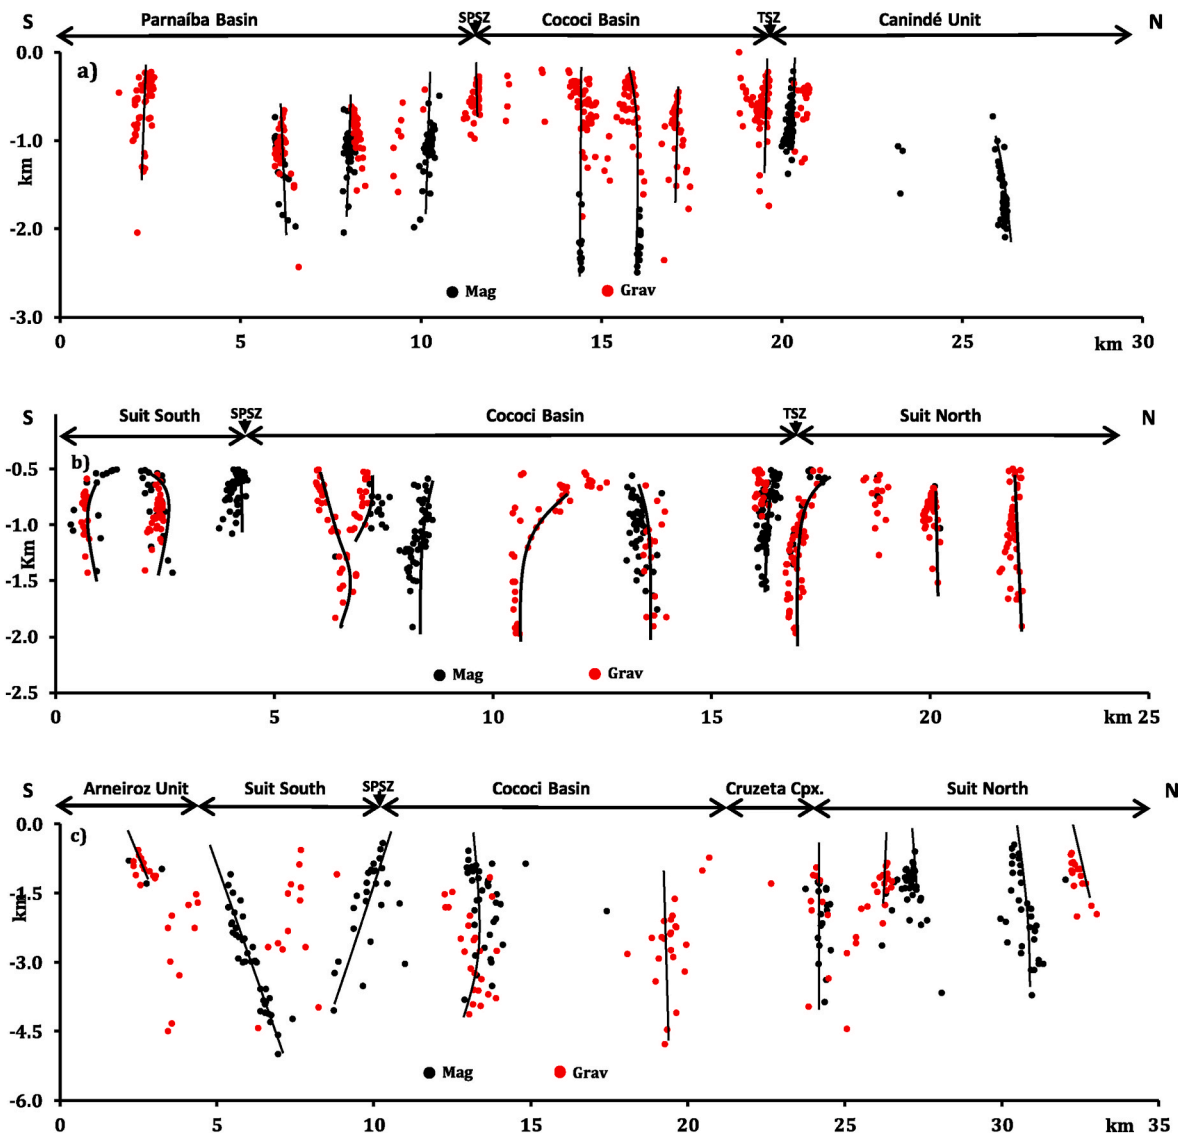 S Parnaíba Basin SPSZ Cococi Basin TSZ Canindé Unit N
a)
0.0
-1.0
-2.0
-3.0
km
Mag Grav
0 5 10 15 20 25 km 30
S Suit South SPSZ Cococi Basin TSZ Suit North N
b)
-0.5
-0.5
-1.0
-1.5
-2.0
-2.5
Km
Mag Grav
0 5 10 15 20 km 25
S Arneiroz Unit Suit South SPSZ Cococi Basin Cruzeta Cpx. Suit North N
c)
0.0
-1.5
-3.0
-4.5
-6.0
km
Mag Grav
0 5 10 15 20 25 30 km 35